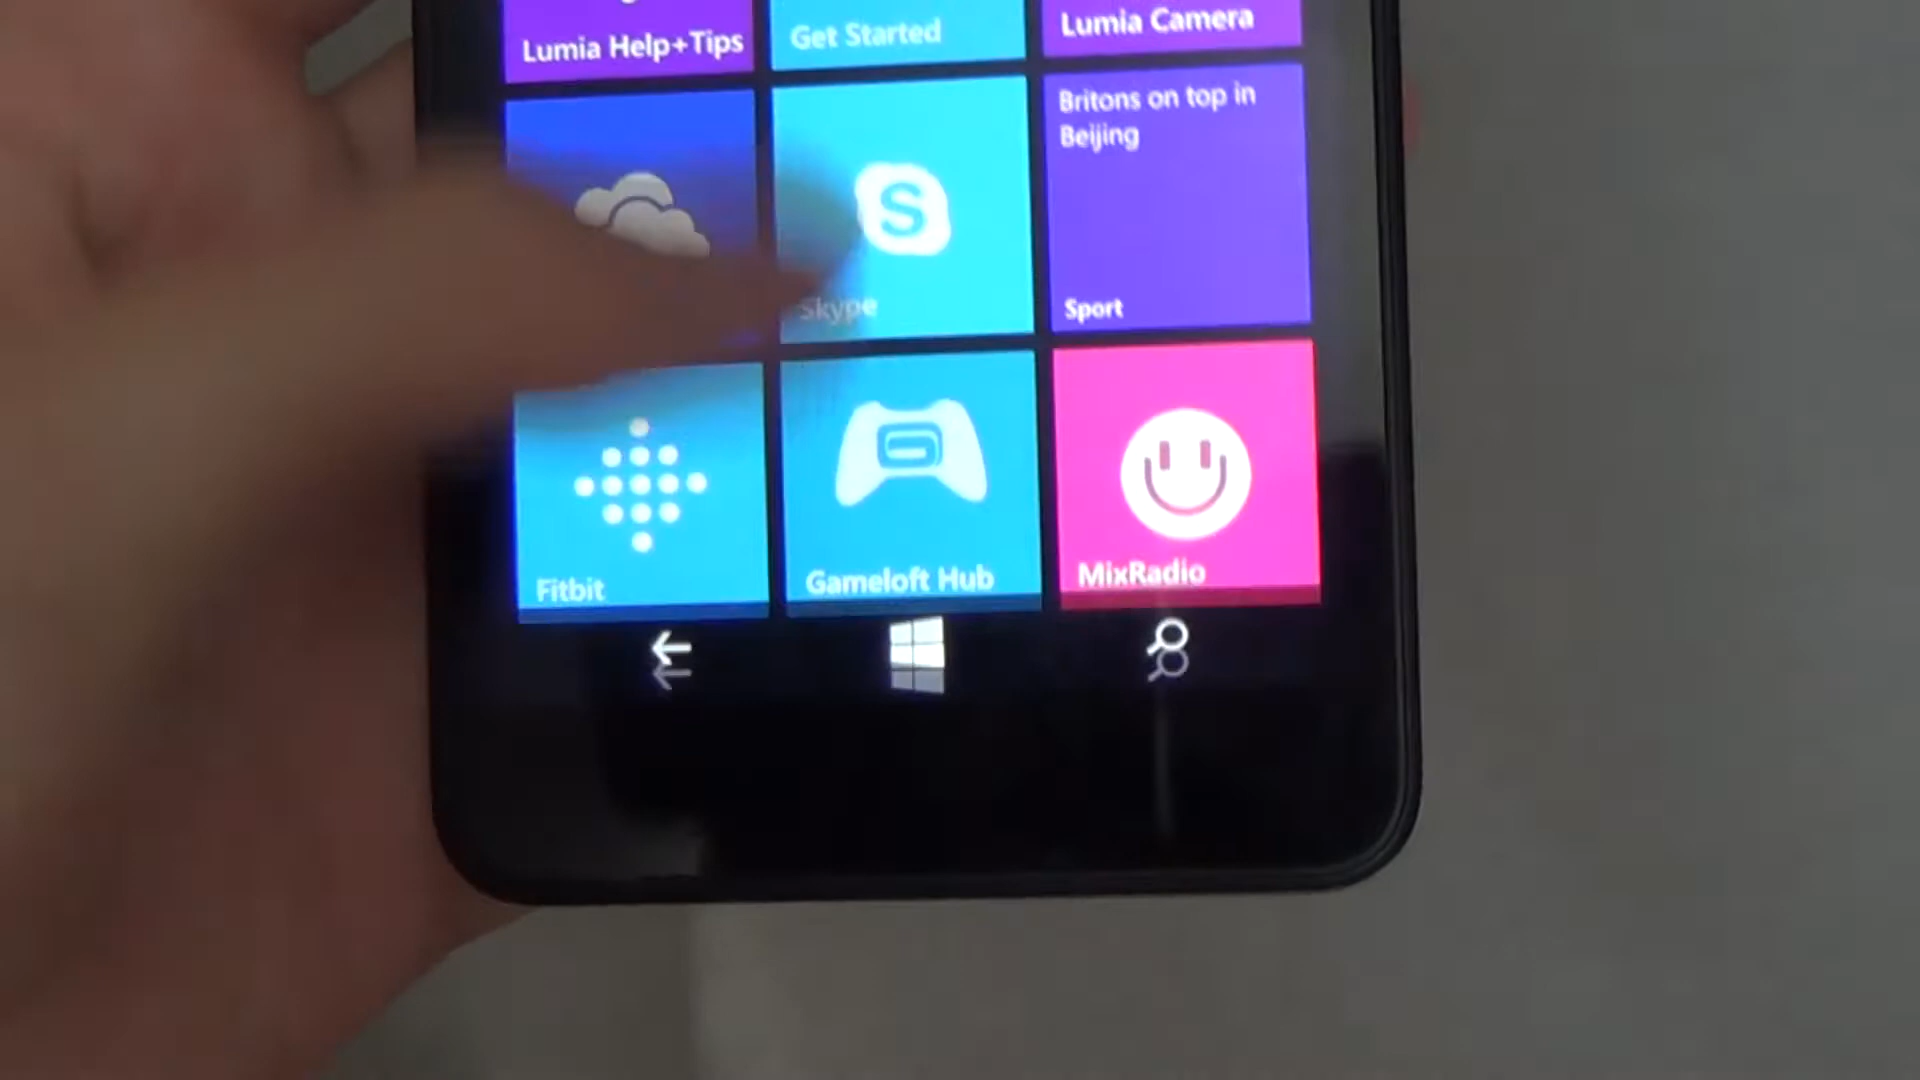 Lumia Help+Tips
Get Started
Lumia Camera
Britons on top in
Beijing
Skype
Sport
Fitbit
Gameloft Hub
MixRadio